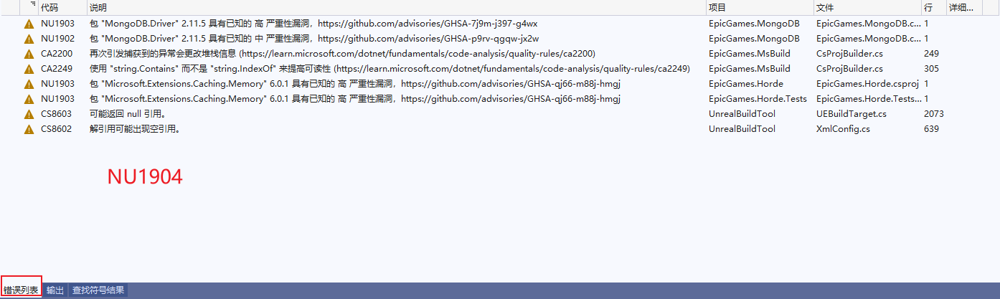 代码 说明 项目 文件 行 详细...
NU1903 包 "MongoDB.Driver" 2.11.5 具有已知的 高 严重性漏洞，https://github.com/advisories/GHSA-7j9m-j397-g4wx EpicGames.MongoDB EpicGames.MongoDB.c... 1
NU1902 包 "MongoDB.Driver" 2.11.5 具有已知的 中 严重性漏洞，https://github.com/advisories/GHSA-p9rv-qgqw-jx2w EpicGames.MongoDB EpicGames.MongoDB.c... 1
CA2200 再次引发捕获到的异常会更改堆栈信息 (https://learn.microsoft.com/dotnet/fundamentals/code-analysis/quality-rules/ca2200) EpicGames.MsBuild CsProjBuilder.cs 249
CA2249 使用 "string.Contains" 而不是 "string.IndexOf" 来提高可读性 (https://learn.microsoft.com/dotnet/fundamentals/code-analysis/quality-rules/ca2249) EpicGames.MsBuild CsProjBuilder.cs 305
NU1903 包 "Microsoft.Extensions.Caching.Memory" 6.0.1 具有已知的 高 严重性漏洞，https://github.com/advisories/GHSA-qj66-m88j-hmgj EpicGames.Horde EpicGames.Horde.csproj 1
NU1903 包 "Microsoft.Extensions.Caching.Memory" 6.0.1 具有已知的 高 严重性漏洞，https://github.com/advisories/GHSA-qj66-m88j-hmgj EpicGames.Horde.Tests EpicGames.Horde.Tests... 1
CS8603 可能返回 null 引用。 UnrealBuildTool UEBuildTarget.cs 2073
CS8602 解引用可能出现空引用。 UnrealBuildTool XmlConfig.cs 639
NU1904
错误列表 输出 查找符号结果